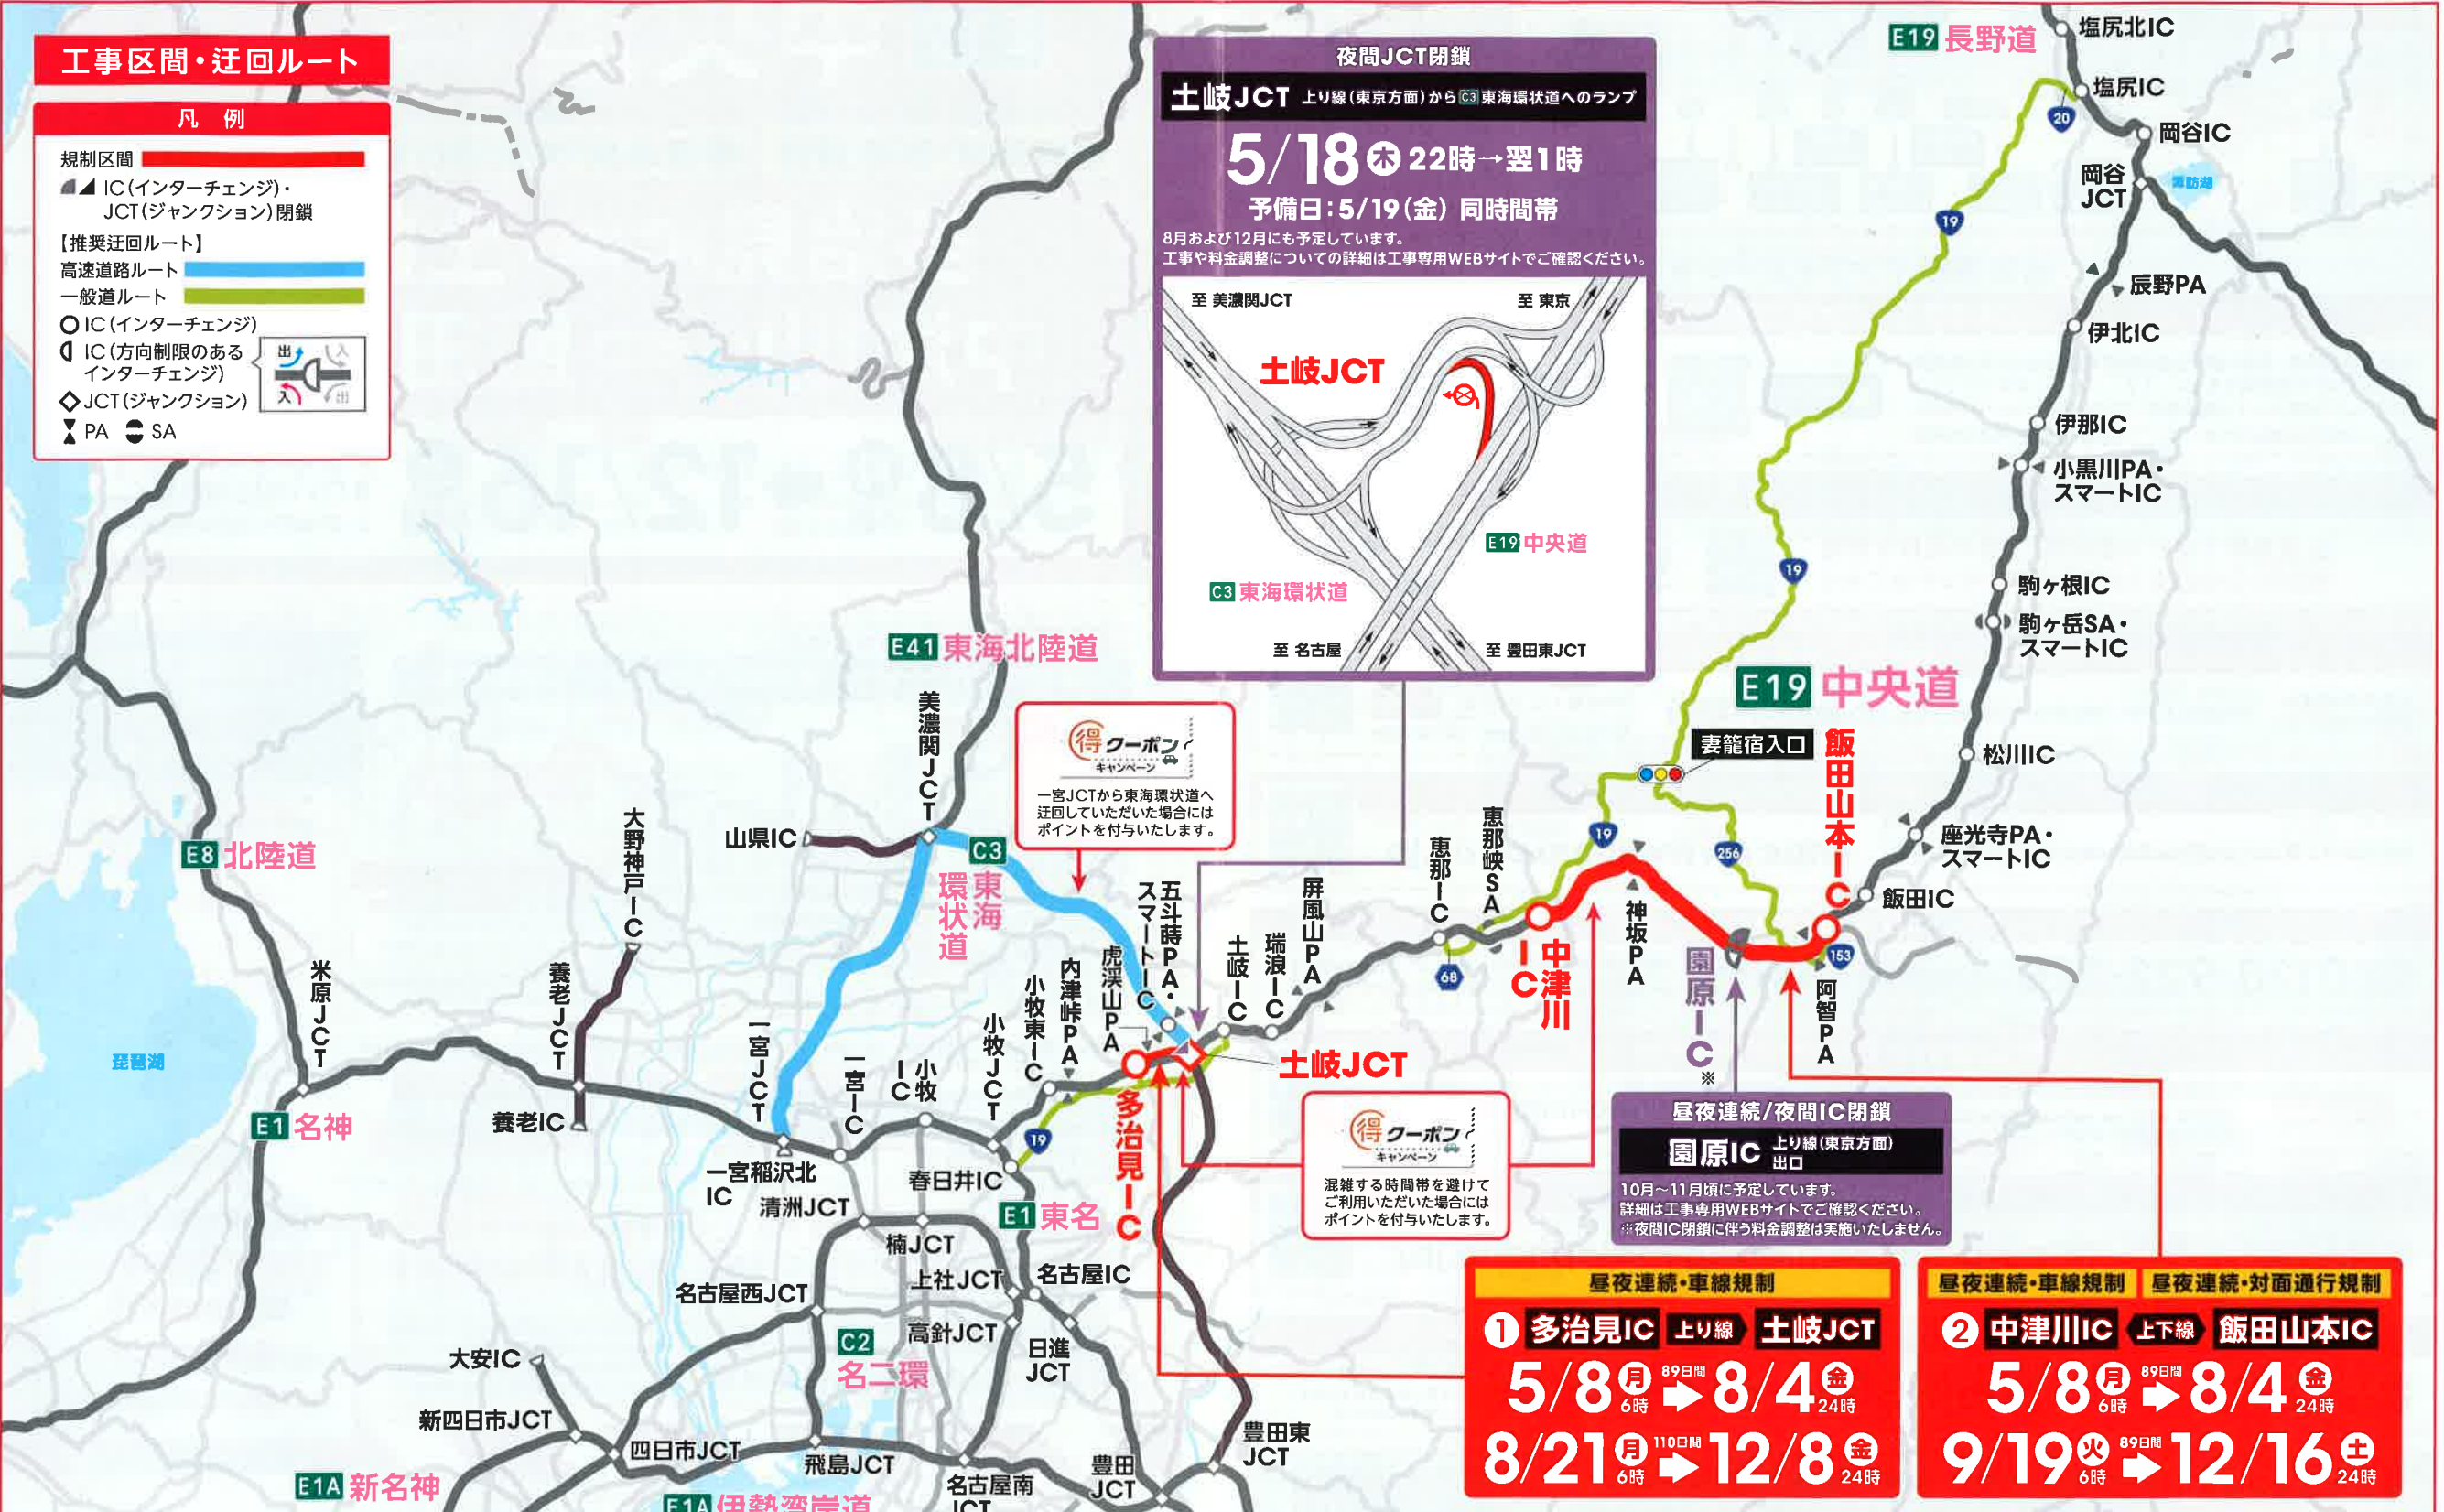 工事区間・迂回ルート
凡 例
規制区間
IC(インターチェンジ)・
JCT(ジャンクション)閉鎖
【推奨迂回ルート】
高速道路ルート
一般道ルート
IC(インターチェンジ)
IC(方向制限のある
インターチェンジ)
出
入
入
出
JCT(ジャンクション)
PA
SA
夜間JCT閉鎖
土岐JCT 上り線(東京方面)からC3東海環状道へのランプ
5/18木22時→翌1時
予備日:5/19(金) 同時間帯
8月および12月にも予定しています。
工事や料金調整についての詳細は工事専用WEBサイトでご確認ください。
至 美濃関JCT
至 東京
土岐JCT
E19中央道
C3東海環状道
至 名古屋
至 豊田東JCT
E19 長野道
塩尻北IC
塩尻IC
20
岡谷IC
岡谷
JCT
諏訪湖
19
辰野PA
伊北IC
伊那IC
小黒川PA・
スマートIC
19
駒ヶ根IC
駒ヶ岳SA・
スマートIC
E19 中央道
妻籠宿入口
飯田山本IC
松川IC
座光寺PA・
スマートIC
飯田IC
19
256
153
E41 東海北陸道
美濃関JCT
得クーポン
キャンペーン
一宮JCTから東海環状道へ
迂回していただいた場合には
ポイントを付与いたします。
山県IC
C3
東海
環状道
大野神戸IC
E8 北陸道
米原JCT
養老JCT
養老IC
琵琶湖
E1 名神
一宮JCT
一宮IC
小牧
IC
小牧JCT
小牧東IC
内津峠PA
虎渓山PA
五斗蒔PA・
スマートIC
土岐IC
瑞浪IC
屏風山PA
恵那IC
恵那峡SA
68
中津川
IC
神坂PA
園原IC
※
阿智PA
土岐JCT
多治見IC
19
春日井IC
一宮稲沢北
IC
清洲JCT
楠JCT
E1 東名
名古屋西JCT
上社JCT
名古屋IC
高針JCT
日進
JCT
C2
名二環
大安IC
新四日市JCT
四日市JCT
飛島JCT
名古屋南
JCT
豊田
JCT
豊田東
JCT
E1A 新名神
E1A 伊勢湾岸道
得クーポン
キャンペーン
混雑する時間帯を避けて
ご利用いただいた場合には
ポイントを付与いたします。
昼夜連続/夜間IC閉鎖
園原IC 上り線(東京方面)
出口
10月~11月頃に予定しています。
詳細は工事専用WEBサイトでご確認ください。
※夜間IC閉鎖に伴う料金調整は実施いたしません。
昼夜連続・車線規制
① 多治見IC 上り線 土岐JCT
5/8月6時 89日間 8/4金24時
8/21月6時 110日間 12/8金24時
昼夜連続・車線規制 昼夜連続・対面通行規制
② 中津川IC 上下線 飯田山本IC
5/8月6時 89日間 8/4金24時
9/19火6時 89日間 12/16土24時